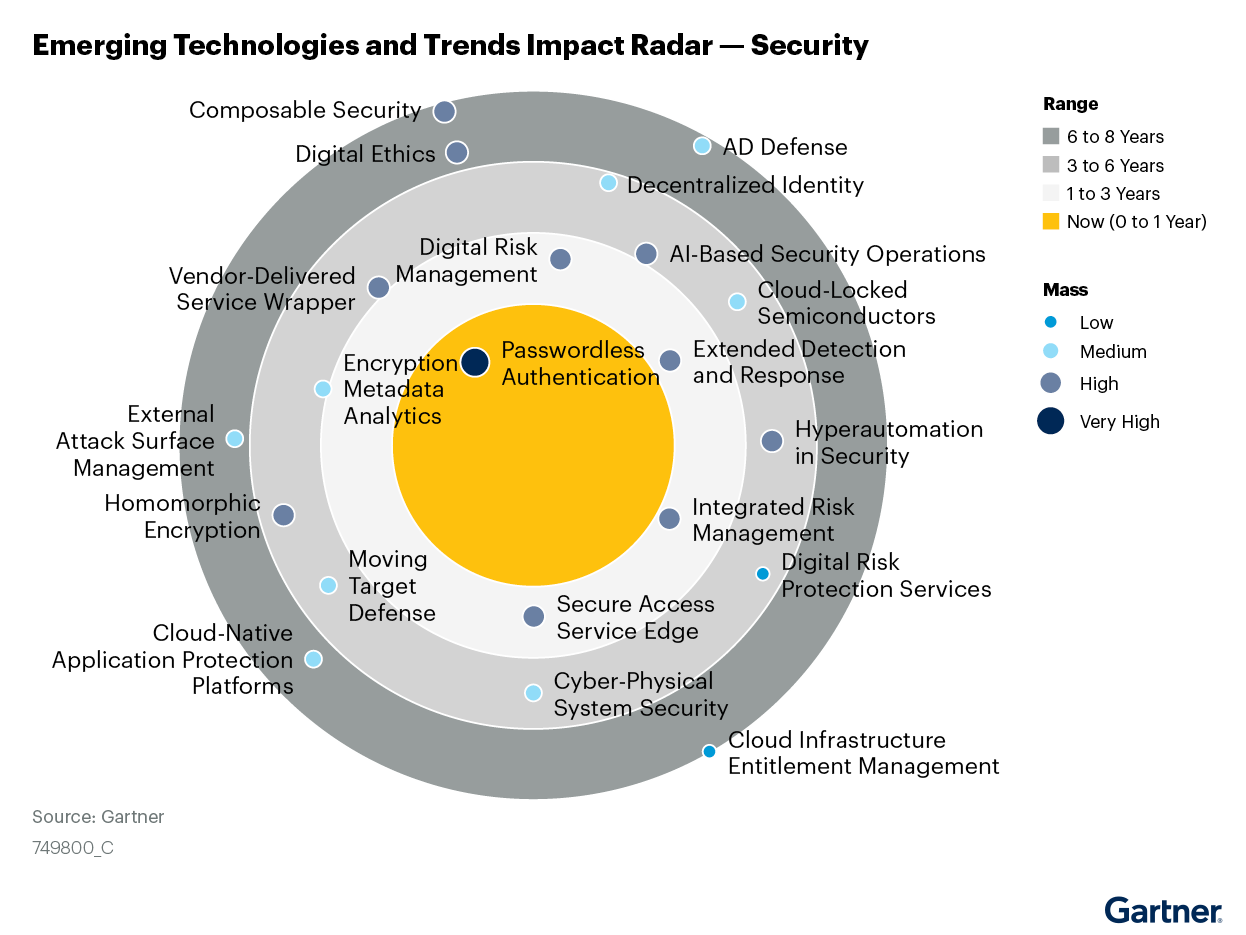 Emerging Technologies and Trends Impact Radar — Security
Composable Security
Digital Ethics
AD Defense
Decentralized Identity
Digital Risk
Management
AI-Based Security Operations
Vendor-Delivered
Service Wrapper
Cloud-Locked
Semiconductors
Encryption
Metadata
Analytics
Passwordless
Authentication
Extended Detection
and Response
External
Attack Surface
Management
Hyperautomation
in Security
Homomorphic
Encryption
Integrated Risk
Management
Moving
Target
Defense
Digital Risk
Protection Services
Secure Access
Service Edge
Cloud-Native
Application Protection
Platforms
Cyber-Physical
System Security
Cloud Infrastructure
Entitlement Management
Range
6 to 8 Years
3 to 6 Years
1 to 3 Years
Now (0 to 1 Year)
Mass
Low
Medium
High
Very High
Source: Gartner
749800_C
Gartner®